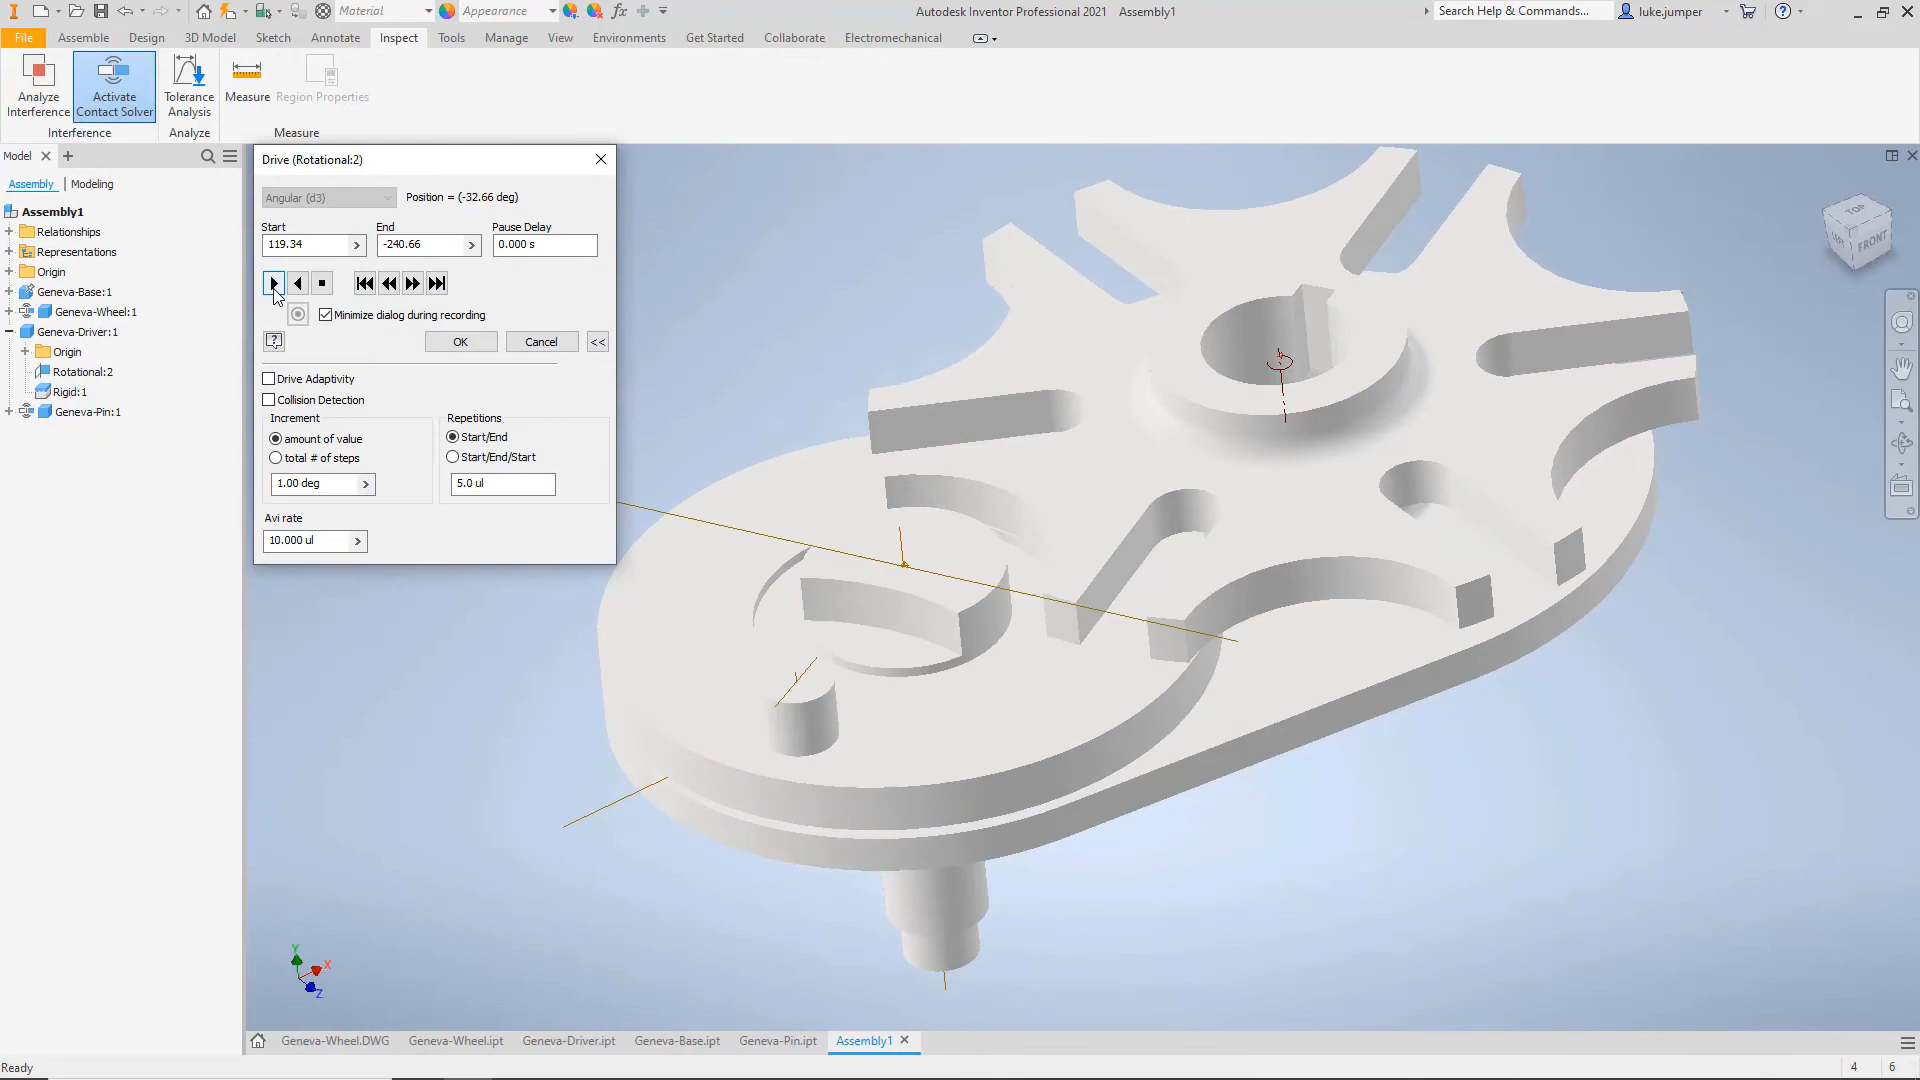 Material
Appearance
fx
Autodesk Inventor Professional 2021 Assembly1
Search Help & Commands...
luke.jumper
File Assemble Design 3D Model Sketch Annotate Inspect Tools Manage View Environments Get Started Collaborate Electromechanical
Analyze Interference
Activate Contact Solver
Tolerance Analysis
Measure
Region Properties
Interference
Analyze
Measure
Model
Assembly
Modeling
Assembly1
Relationships
Representations
Origin
Geneva-Base:1
Geneva-Wheel:1
Geneva-Driver:1
Origin
Rotational:2
Rigid:1
Geneva-Pin:1
Drive (Rotational:2)
Angular (d3)
Position = (-32.66 deg)
Start
End
Pause Delay
119.34
-240.66
0.000 s
Minimize dialog during recording
?
OK
Cancel
<<
Drive Adaptivity
Collision Detection
Increment
Repetitions
amount of value
Start/End
total # of steps
Start/End/Start
1.00 deg
5.0 ul
Avi rate
10.000 ul
TOP
LEFT
FRONT
Y
X
Z
Geneva-Wheel.DWG
Geneva-Wheel.ipt
Geneva-Driver.ipt
Geneva-Base.ipt
Geneva-Pin.ipt
Assembly1
Ready
4
6